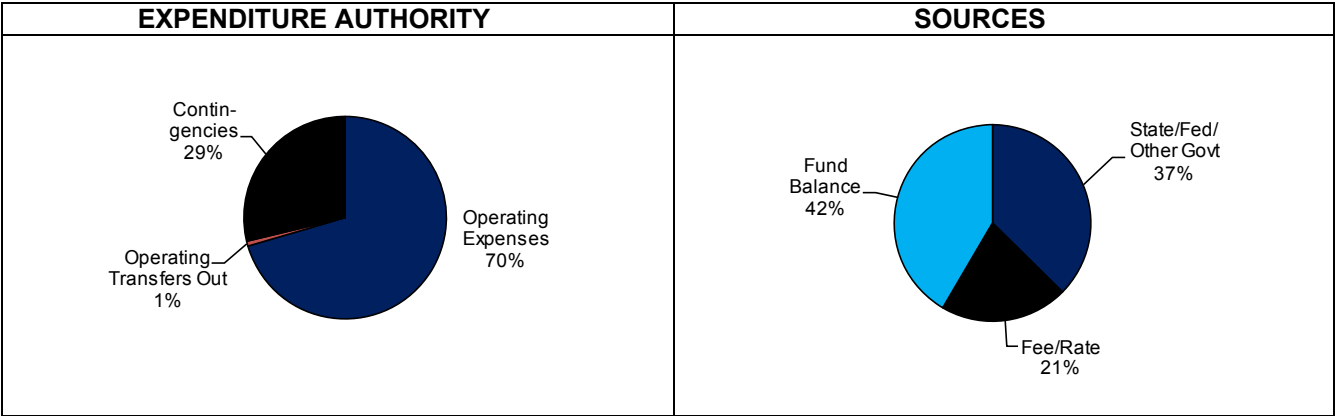 EXPENDITURE AUTHORITY
Contin-
gencies
29%
Operating
Expenses
70%
Operating
Transfers Out
1%
SOURCES
State/Fed/
Other Govt
37%
Fund
Balance
42%
Fee/Rate
21%